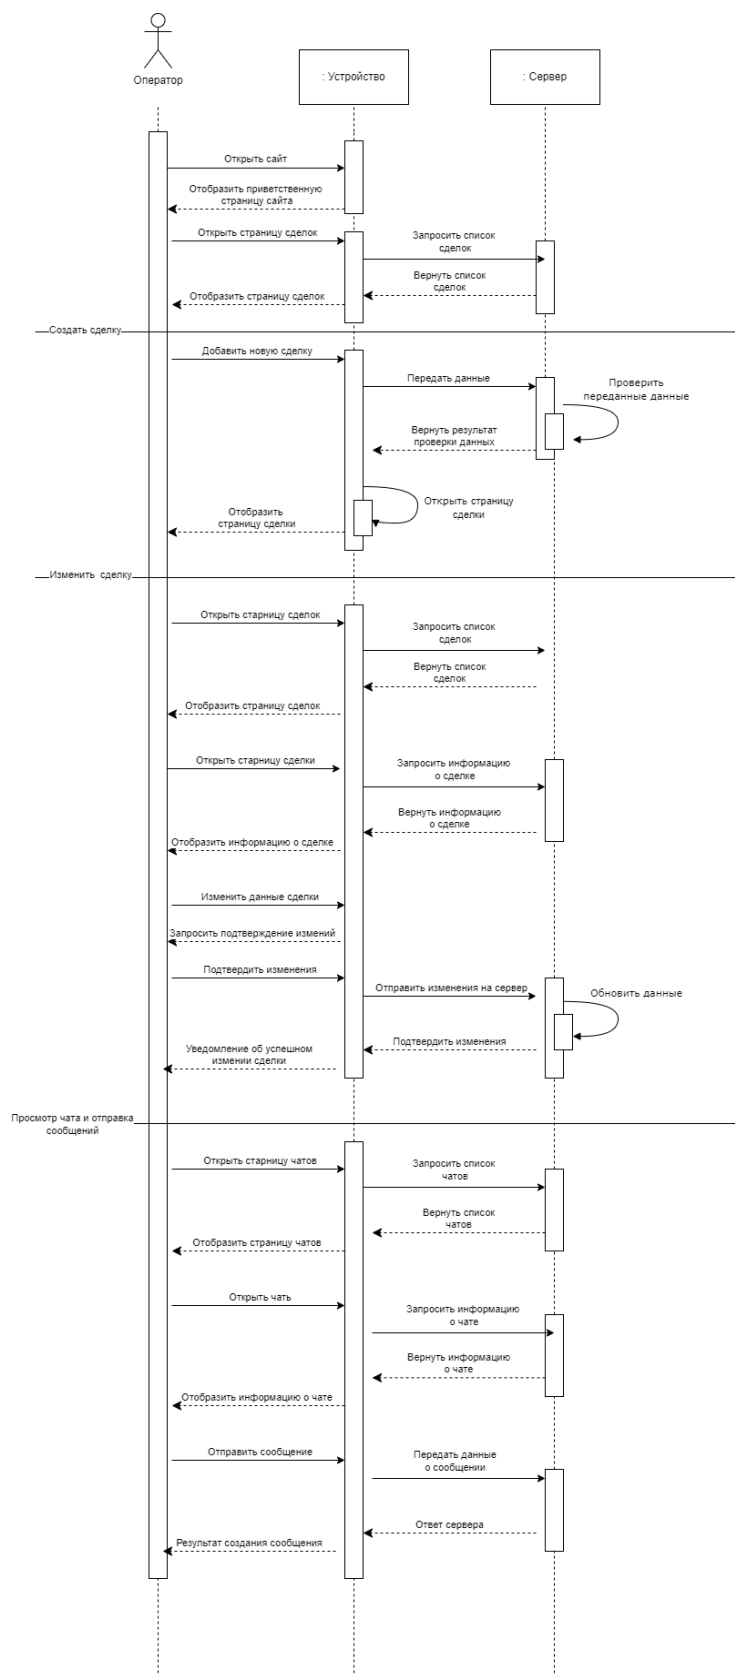 Оператор
: Устройство
: Сервер
Открыть сайт
Отобразить приветственную
страницу сайта
Открыть страницу сделок
Запросить список
сделок
Вернуть список
сделок
Отобразить страницу сделок
Создать сделку
Добавить новую сделку
Передать данные
Проверить
переданные данные
Вернуть результат
проверки данных
Открыть страницу
сделки
Отобразить
страницу сделки
Изменить сделку
Открыть старницу сделок
Запросить список
сделок
Вернуть список
сделок
Отобразить страницу сделок
Открыть старницу сделки
Запросить информацию
о сделке
Вернуть информацию
о сделке
Отобразить информацию о сделке
Изменить данные сделки
Запросить подтверждение измений
Подтвердить изменения
Отправить изменения на сервер
Обновить данные
Подтвердить изменения
Уведомление об успешном
измении сделки
Просмотр чата и отправка
сообщений
Открыть старницу чатов
Запросить список
чатов
Вернуть список
чатов
Отобразить страницу чатов
Открыть чать
Запросить информацию
о чате
Вернуть информацию
о чате
Отобразить информацию о чате
Отправить сообщение
Передать данные
о сообщении
Ответ сервера
Результат создания сообщения